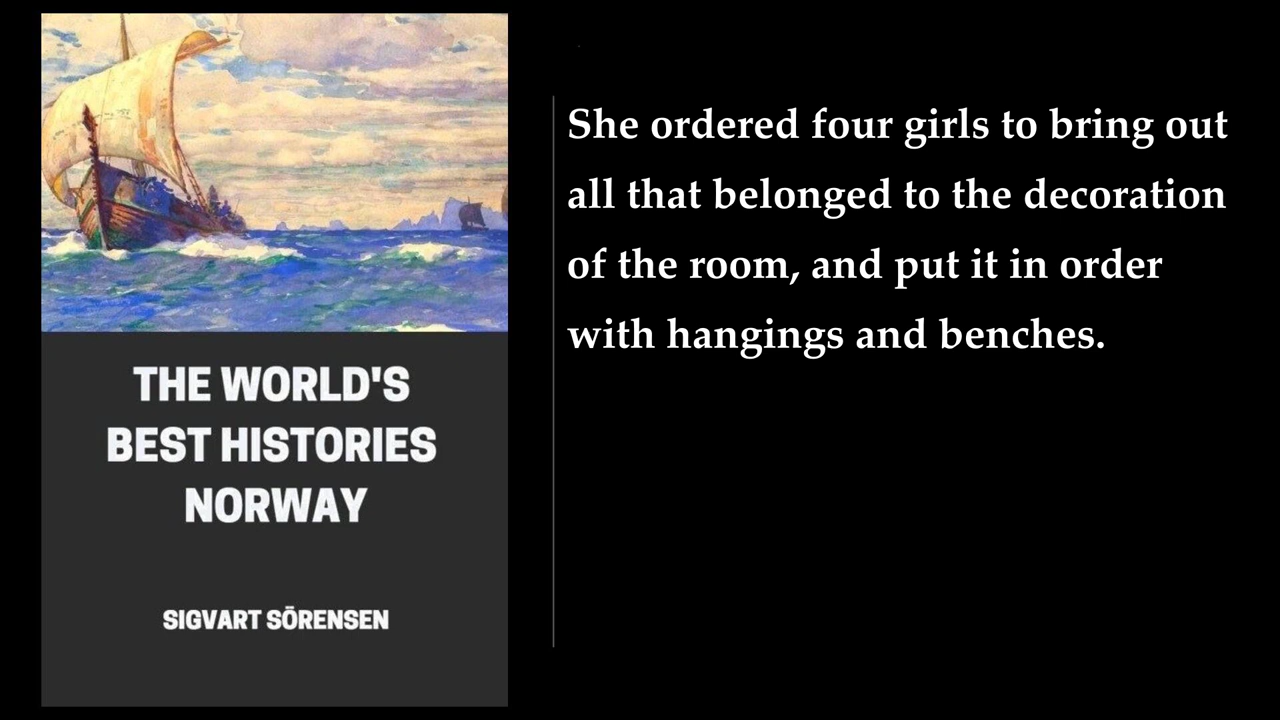 THE WORLD'S
BEST HISTORIES
NORWAY
SIGVART SÖRENSEN
She ordered four girls to bring out
all that belonged to the decoration
of the room, and put it in order
with hangings and benches.